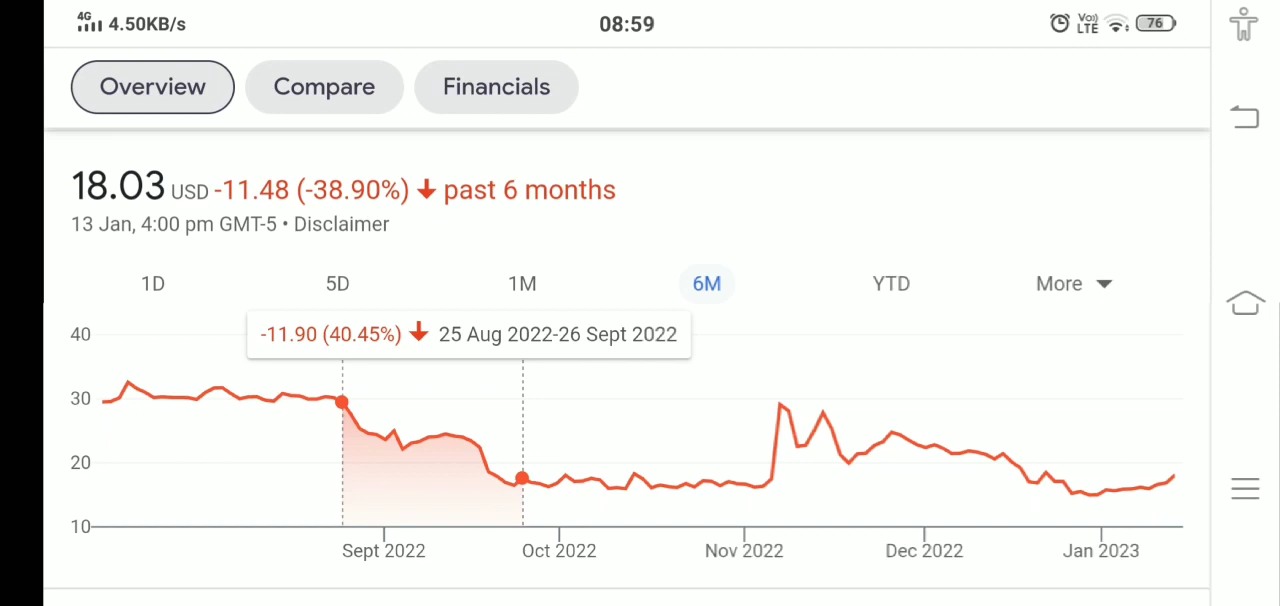 4G 4.50KB/s 08:59 Vo)) LTE 76
Overview Compare Financials
18.03 USD -11.48 (-38.90%) ↓ past 6 months
13 Jan, 4:00 pm GMT-5 • Disclaimer
1D 5D 1M 6M YTD More
-11.90 (40.45%) ↓ 25 Aug 2022-26 Sept 2022
40
30
20
10
Sept 2022 Oct 2022 Nov 2022 Dec 2022 Jan 2023